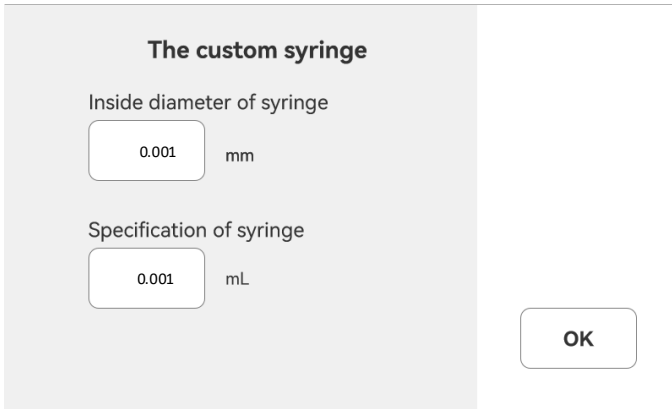 The custom syringe
Inside diameter of syringe
0.001 mm
Specification of syringe
0.001 mL
OK